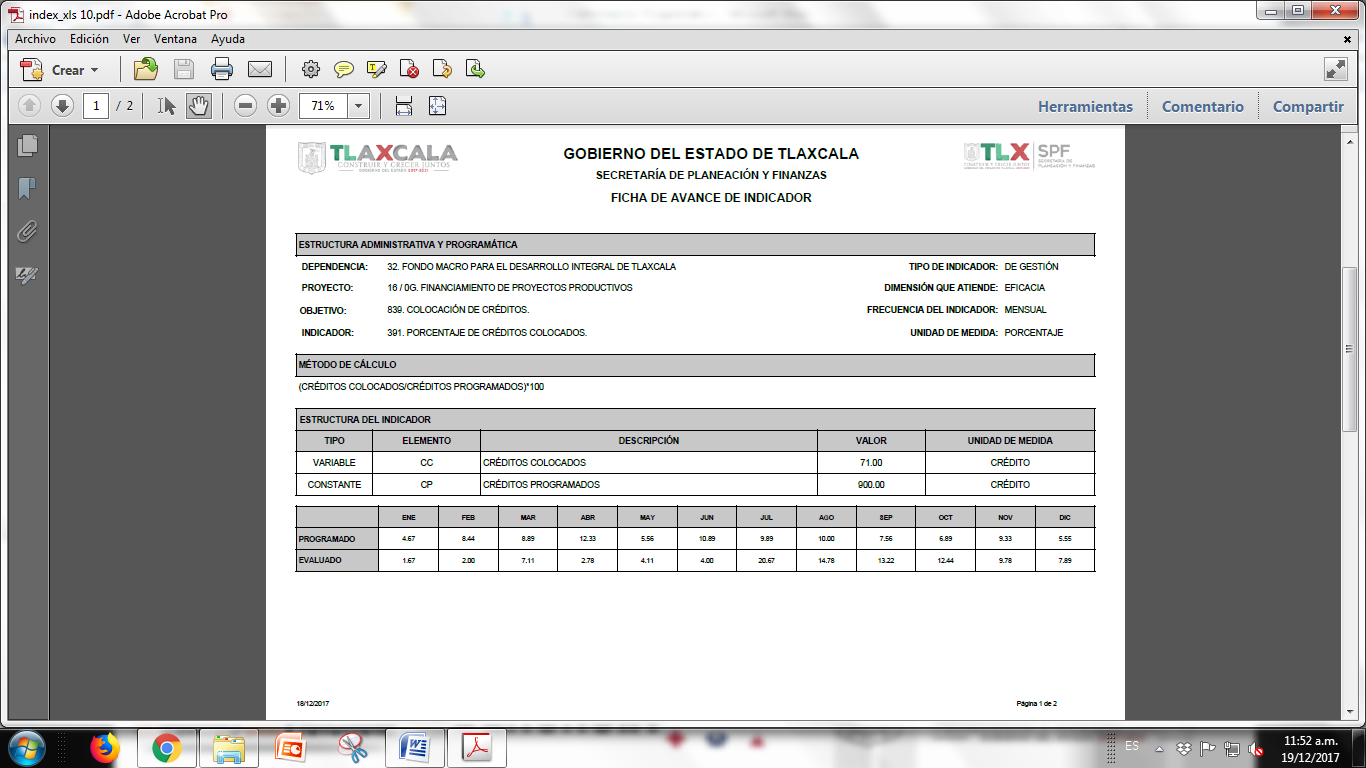 index_xls 10.pdf - Adobe Acrobat Pro
Archivo Edición Ver Ventana Ayuda
Crear
1 / 2 71% Herramientas Comentario Compartir
TLAXCALA
CONSTRUIR Y CRECER JUNTOS
GOBIERNO DEL ESTADO 2017-2021
GOBIERNO DEL ESTADO DE TLAXCALA
SECRETARÍA DE PLANEACIÓN Y FINANZAS
FICHA DE AVANCE DE INDICADOR
TLX
CONSTRUIR Y CRECER JUNTOS
SPF
SECRETARÍA DE
PLANEACIÓN Y FINANZAS
ESTRUCTURA ADMINISTRATIVA Y PROGRAMÁTICA
DEPENDENCIA: 32. FONDO MACRO PARA EL DESARROLLO INTEGRAL DE TLAXCALA TIPO DE INDICADOR: DE GESTIÓN
PROYECTO: 16 / 0G. FINANCIAMIENTO DE PROYECTOS PRODUCTIVOS DIMENSIÓN QUE ATIENDE: EFICACIA
OBJETIVO: 839. COLOCACIÓN DE CRÉDITOS. FRECUENCIA DEL INDICADOR: MENSUAL
INDICADOR: 391. PORCENTAJE DE CRÉDITOS COLOCADOS. UNIDAD DE MEDIDA: PORCENTAJE
MÉTODO DE CÁLCULO
(CRÉDITOS COLOCADOS/CRÉDITOS PROGRAMADOS)*100
ESTRUCTURA DEL INDICADOR
TIPO ELEMENTO DESCRIPCIÓN VALOR UNIDAD DE MEDIDA
VARIABLE CC CRÉDITOS COLOCADOS 71.00 CRÉDITO
CONSTANTE CP CRÉDITOS PROGRAMADOS 900.00 CRÉDITO
ENE FEB MAR ABR MAY JUN JUL AGO SEP OCT NOV DIC
PROGRAMADO 4.67 8.44 8.89 12.33 5.56 10.89 9.89 10.00 7.56 6.89 9.33 5.55
EVALUADO 1.67 2.00 7.11 2.78 4.11 4.00 20.67 14.78 13.22 12.44 9.78 7.89
18/12/2017 Página 1 de 2
ES 11:52 a.m.
19/12/2017